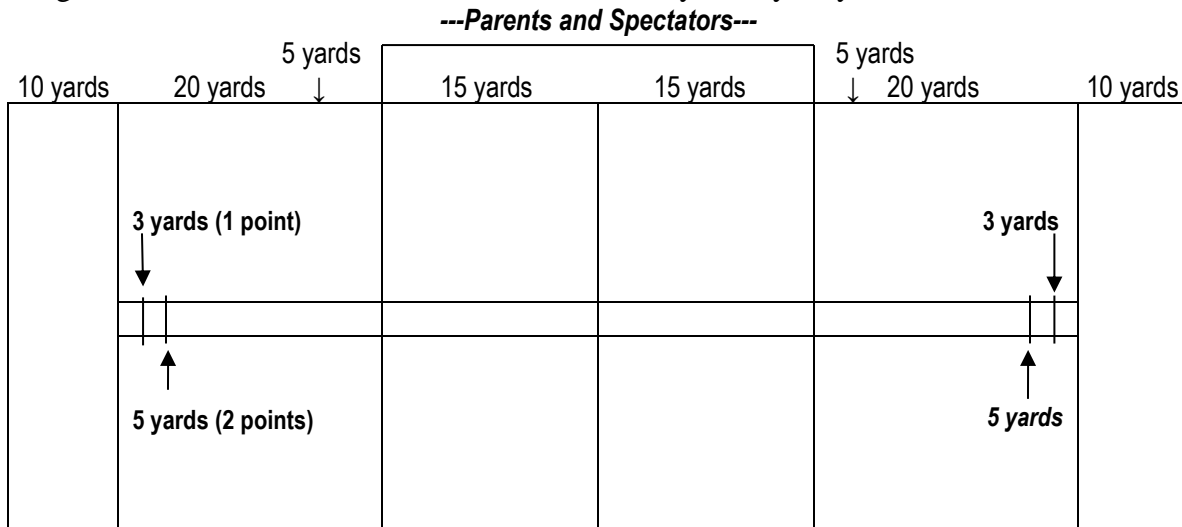 ---Parents and Spectators---
5 yards 5 yards
10 yards 20 yards ↓ 15 yards 15 yards ↓ 20 yards 10 yards
3 yards (1 point) 3 yards
5 yards (2 points) 5 yards